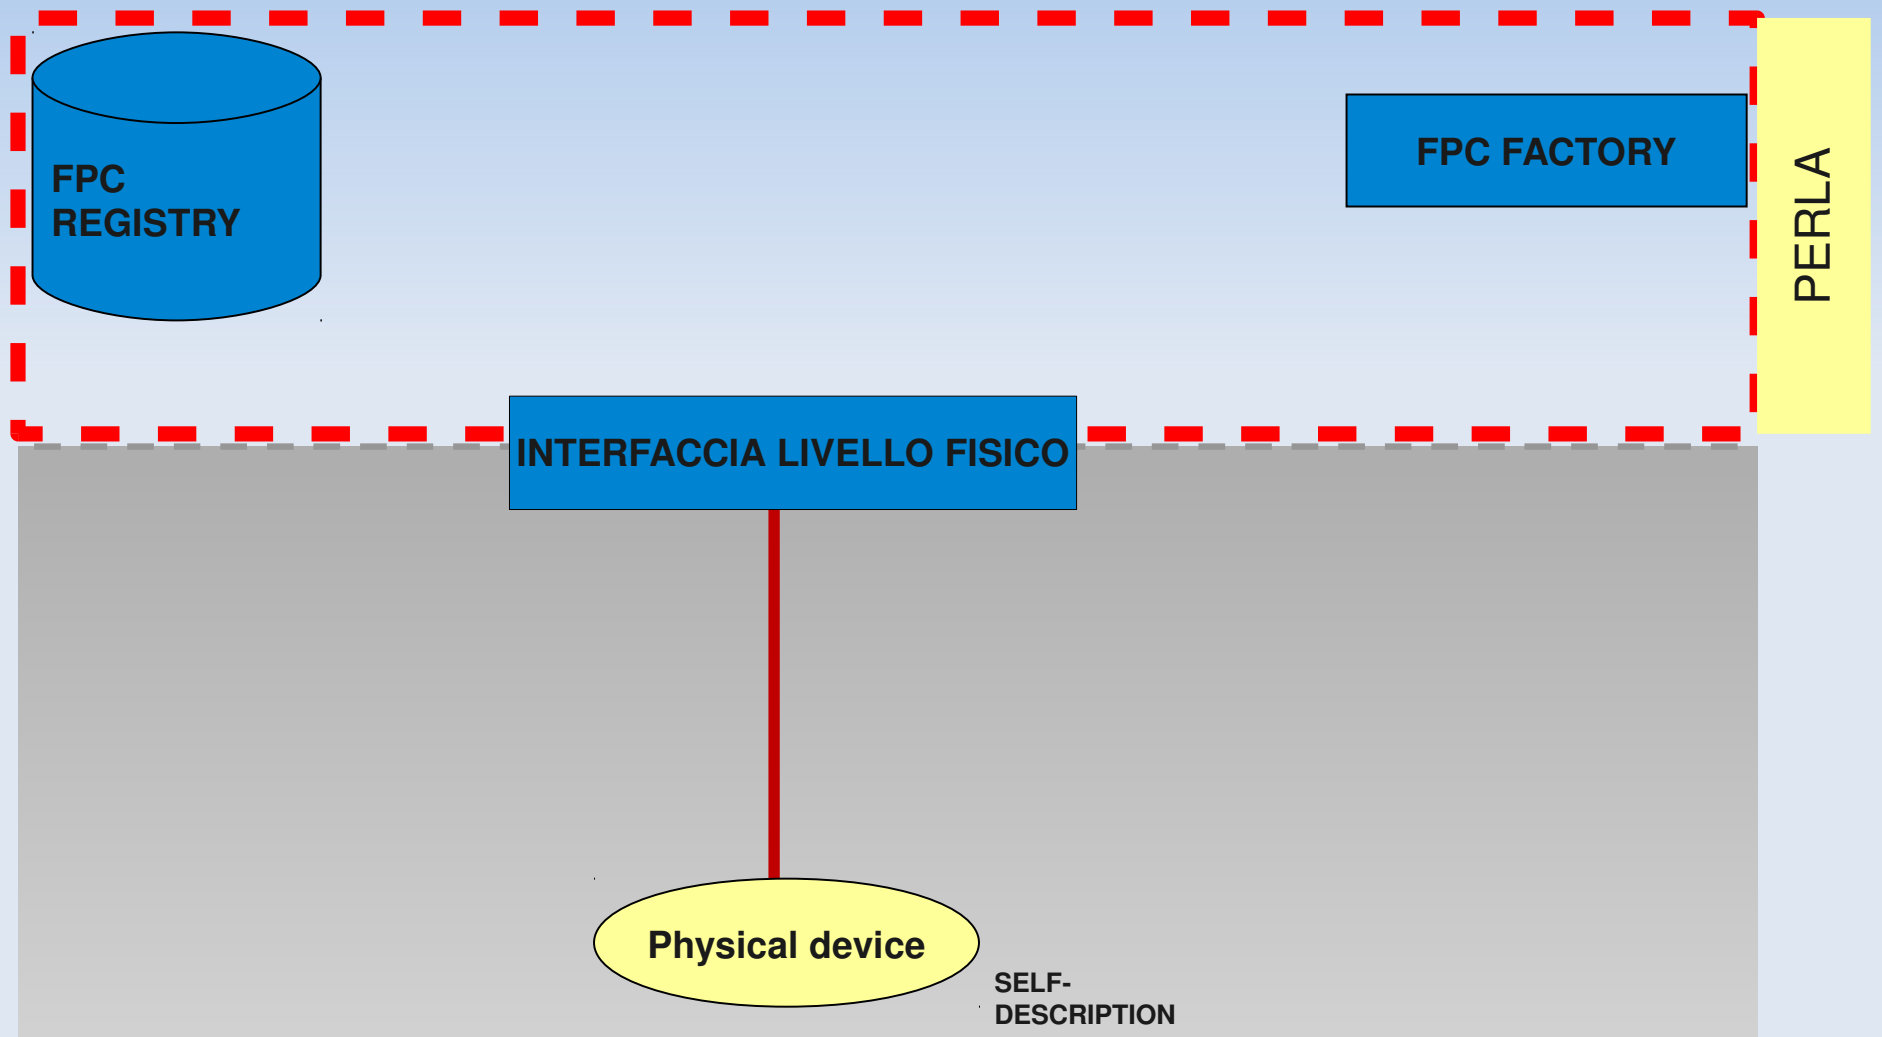 FPC
REGISTRY
FPC FACTORY
PERLA
INTERFACCIA LIVELLO FISICO
Physical device
SELF-
DESCRIPTION